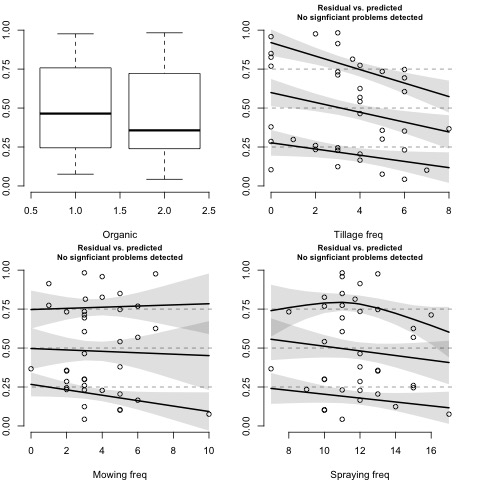 0.00 0.25 0.50 0.75 1.00
0.5 1.0 1.5 2.0 2.5
Organic
Residual vs. predicted
No signficiant problems detected
0.00 0.25 0.50 0.75 1.00
0 2 4 6 8
Tillage freq
Residual vs. predicted
No signficiant problems detected
0.00 0.25 0.50 0.75 1.00
0 2 4 6 8 10
Mowing freq
Residual vs. predicted
No signficiant problems detected
0.00 0.25 0.50 0.75 1.00
8 10 12 14 16
Spraying freq